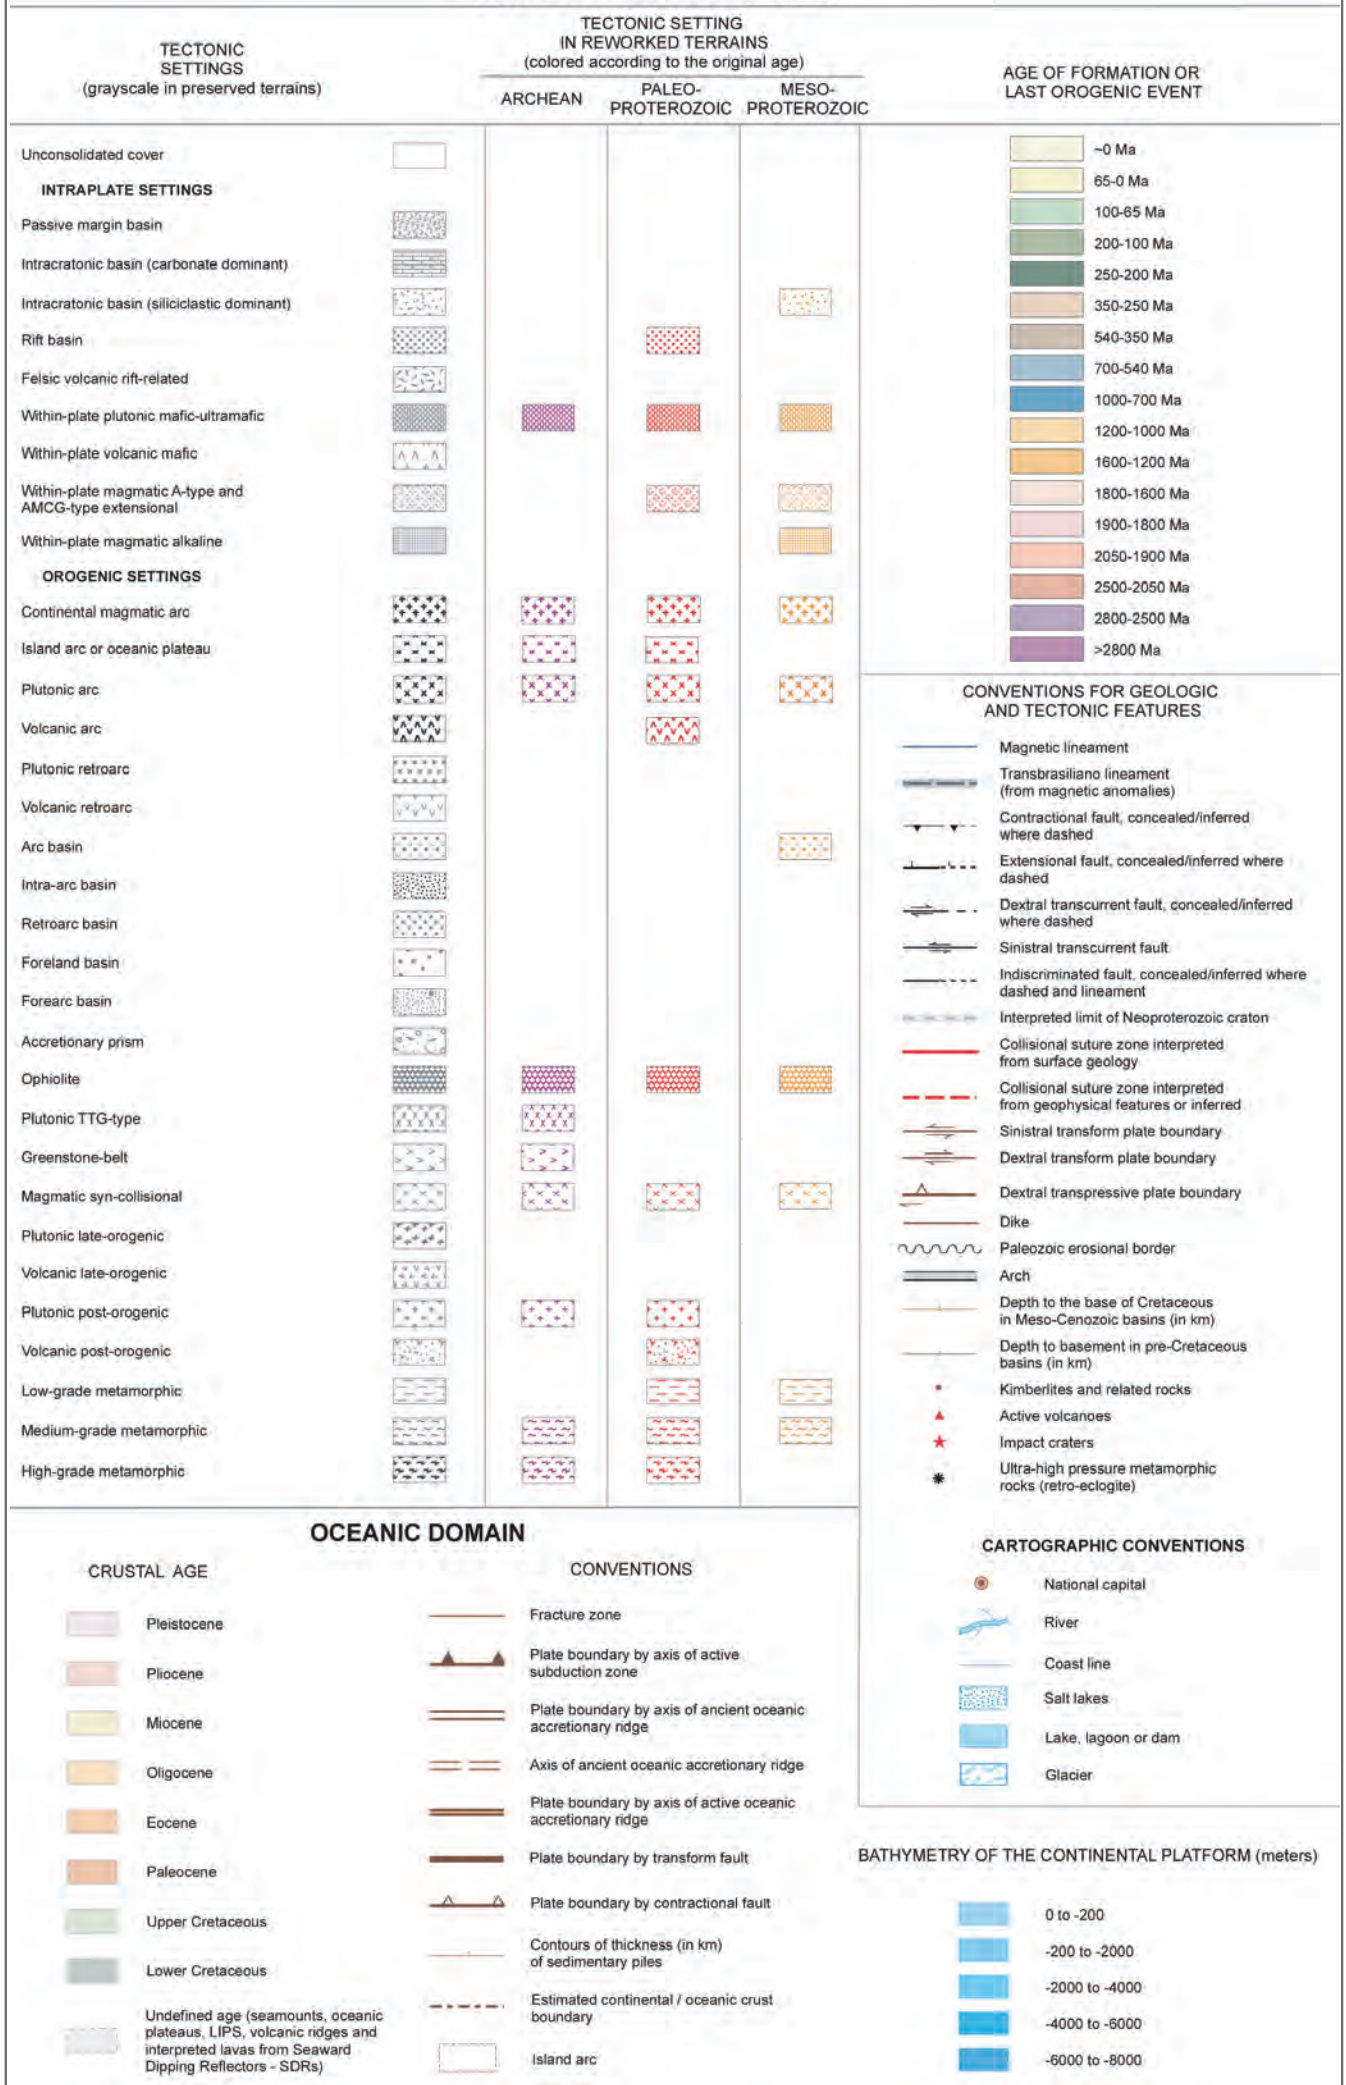 TECTONIC
SETTINGS
(grayscale in preserved terrains)
TECTONIC SETTING
IN REWORKED TERRAINS
(colored according to the original age)
ARCHEAN
PALEO-
PROTEROZOIC
MESO-
PROTEROZOIC
Unconsolidated cover
INTRAPLATE SETTINGS
Passive margin basin
Intracratonic basin (carbonate dominant)
Intracratonic basin (siliciclastic dominant)
Rift basin
Felsic volcanic rift-related
Within-plate plutonic mafic-ultramafic
Within-plate volcanic mafic
Within-plate magmatic A-type and
AMCG-type extensional
Within-plate magmatic alkaline
OROGENIC SETTINGS
Continental magmatic arc
Island arc or oceanic plateau
Plutonic arc
Volcanic arc
Plutonic retroarc
Volcanic retroarc
Arc basin
Intra-arc basin
Retroarc basin
Foreland basin
Forearc basin
Accretionary prism
Ophiolite
Plutonic TTG-type
Greenstone-belt
Magmatic syn-collisional
Plutonic late-orogenic
Volcanic late-orogenic
Plutonic post-orogenic
Volcanic post-orogenic
Low-grade metamorphic
Medium-grade metamorphic
High-grade metamorphic
AGE OF FORMATION OR
LAST OROGENIC EVENT
~0 Ma
65-0 Ma
100-65 Ma
200-100 Ma
250-200 Ma
350-250 Ma
540-350 Ma
700-540 Ma
1000-700 Ma
1200-1000 Ma
1600-1200 Ma
1800-1600 Ma
1900-1800 Ma
2050-1900 Ma
2500-2050 Ma
2800-2500 Ma
>2800 Ma
CONVENTIONS FOR GEOLOGIC
AND TECTONIC FEATURES
Magnetic lineament
Transbrasiliano lineament
(from magnetic anomalies)
Contractional fault, concealed/inferred
where dashed
Extensional fault, concealed/inferred where
dashed
Dextral transcurrent fault, concealed/inferred
where dashed
Sinistral transcurrent fault
Indiscriminated fault, concealed/inferred where
dashed and lineament
Interpreted limit of Neoproterozoic craton
Collisional suture zone interpreted
from surface geology
Collisional suture zone interpreted
from geophysical features or inferred
Sinistral transform plate boundary
Dextral transform plate boundary
Dextral transpressive plate boundary
Dike
Paleozoic erosional border
Arch
Depth to the base of Cretaceous
in Meso-Cenozoic basins (in km)
Depth to basement in pre-Cretaceous
basins (in km)
Kimberlites and related rocks
Active volcanoes
Impact craters
Ultra-high pressure metamorphic
rocks (retro-eclogite)
CARTOGRAPHIC CONVENTIONS
National capital
River
Coast line
Salt lakes
Lake, lagoon or dam
Glacier
OCEANIC DOMAIN
CRUSTAL AGE
Pleistocene
Pliocene
Miocene
Oligocene
Eocene
Paleocene
Upper Cretaceous
Lower Cretaceous
Undefined age (seamounts, oceanic
plateaus, LIPS, volcanic ridges and
interpreted lavas from Seaward
Dipping Reflectors - SDRs)
CONVENTIONS
Fracture zone
Plate boundary by axis of active
subduction zone
Plate boundary by axis of ancient oceanic
accretionary ridge
Axis of ancient oceanic accretionary ridge
Plate boundary by axis of active oceanic
accretionary ridge
Plate boundary by transform fault
Plate boundary by contractional fault
Contours of thickness (in km)
of sedimentary piles
Estimated continental / oceanic crust
boundary
Island arc
BATHYMETRY OF THE CONTINENTAL PLATFORM (meters)
0 to -200
-200 to -2000
-2000 to -4000
-4000 to -6000
-6000 to -8000